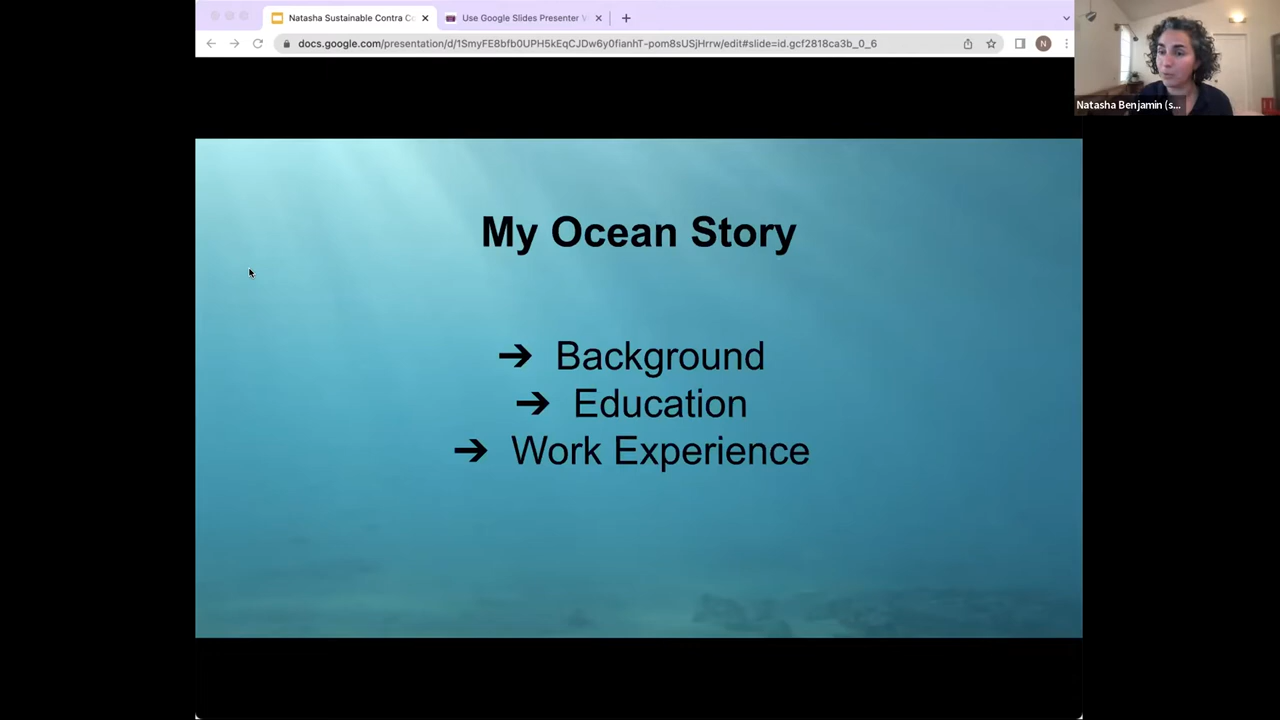 Natasha Sustainable Contra Co
Use Google Slides Presenter V
docs.google.com/presentation/d/1SmyFE8bfb0UPH5kEqCJDw6y0fianhT-pom8sUSjHrrw/edit#slide=id.gcf2818ca3b_0_6
N
Natasha Benjamin (s...
My Ocean Story
➔ Background
➔ Education
➔ Work Experience